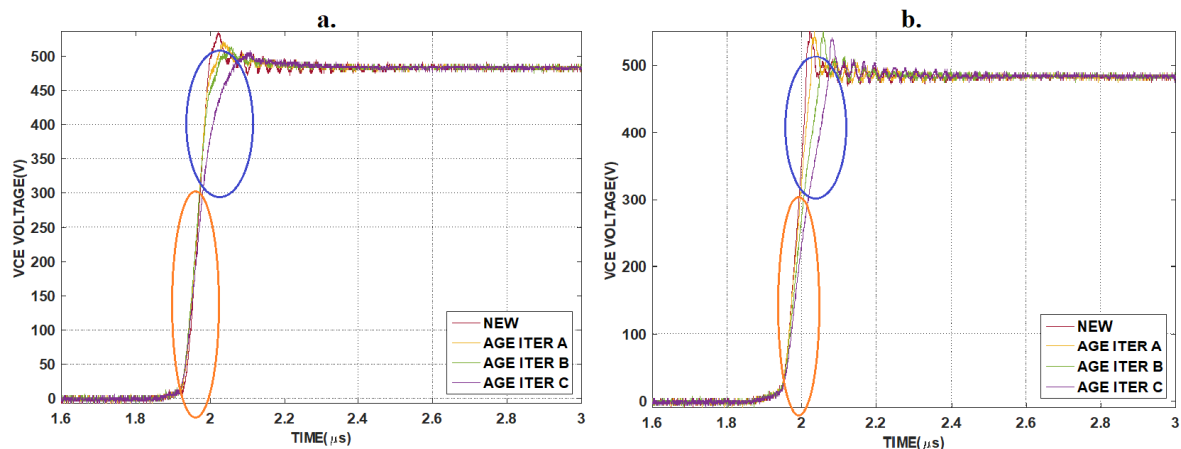 a.
VCE VOLTAGE(V)
500
450
400
350
300
250
200
150
100
50
0
NEW
AGE ITER A
AGE ITER B
AGE ITER C
1.6 1.8 2 2.2 2.4 2.6 2.8 3
TIME(μs)
b.
VCE VOLTAGE(V)
500
400
300
200
100
0
NEW
AGE ITER A
AGE ITER B
AGE ITER C
1.6 1.8 2 2.2 2.4 2.6 2.8 3
TIME(μs)